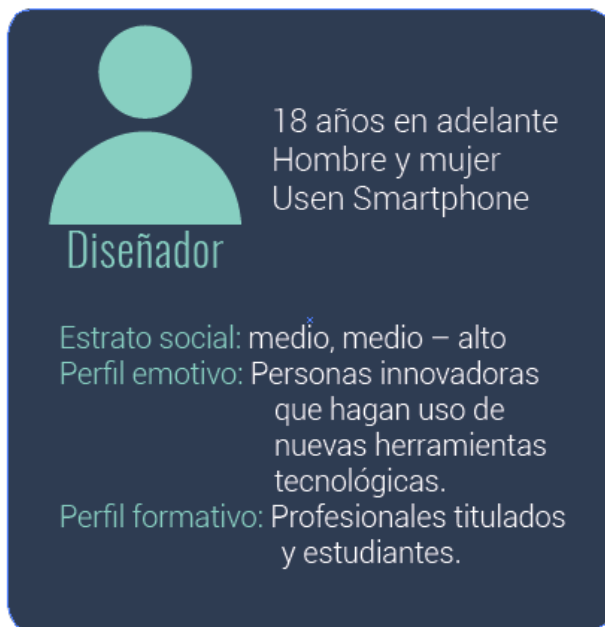 18 años en adelante
Hombre y mujer
Usen Smartphone
Diseñador
Estrato social: medio, medio – alto
Perfil emotivo: Personas innovadoras
que hagan uso de
nuevas herramientas
tecnológicas.
Perfil formativo: Profesionales titulados
y estudiantes.